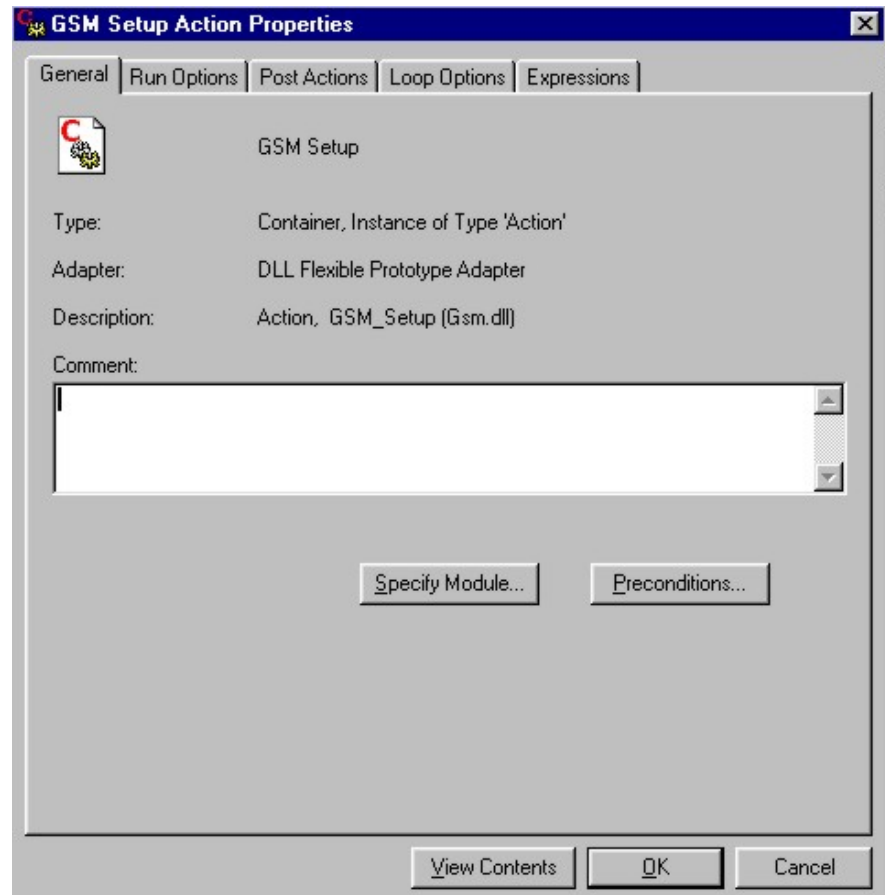 GSM Setup Action Properties
General Run Options Post Actions Loop Options Expressions
C
GSM Setup
Type: Container, Instance of Type 'Action'
Adapter: DLL Flexible Prototype Adapter
Description: Action, GSM_Setup (Gsm.dll)
Comment:
Specify Module... Preconditions...
View Contents OK Cancel